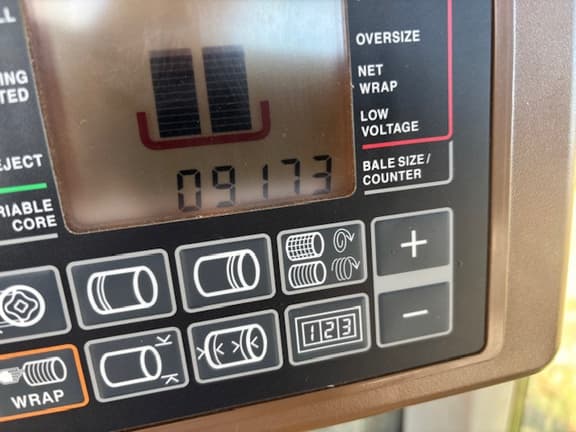 OVERSIZE
NET
WRAP
LOW
VOLTAGE
BALE SIZE /
COUNTER
09173
EJECT
RIABLE
CORE
123
WRAP